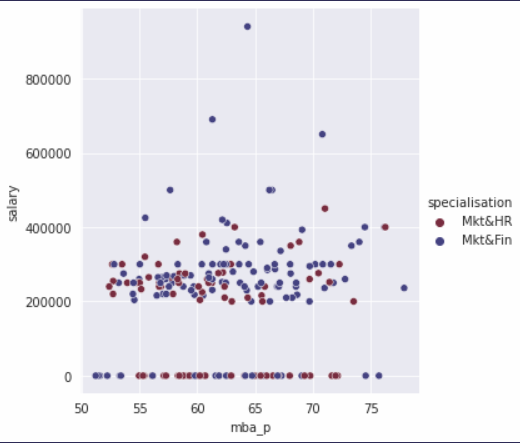 800000
600000
400000
200000
0
salary
50 55 60 65 70 75
mba_p
specialisation
Mkt&HR
Mkt&Fin